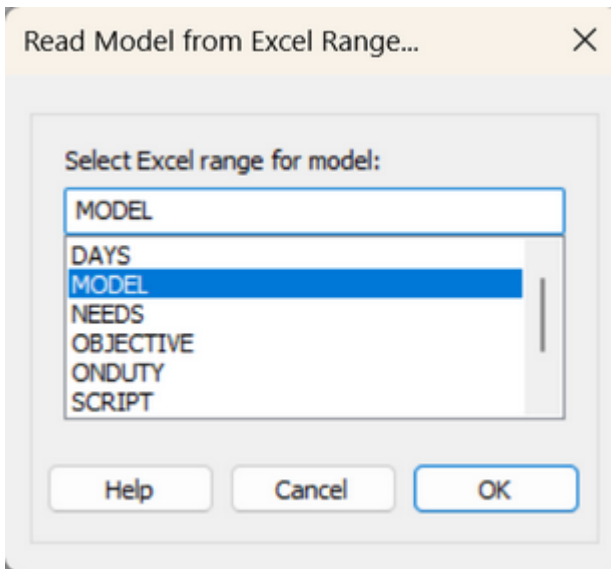 Read Model from Excel Range...
Select Excel range for model:
MODEL
DAYS
MODEL
NEEDS
OBJECTIVE
ONDUTY
SCRIPT
Help Cancel OK